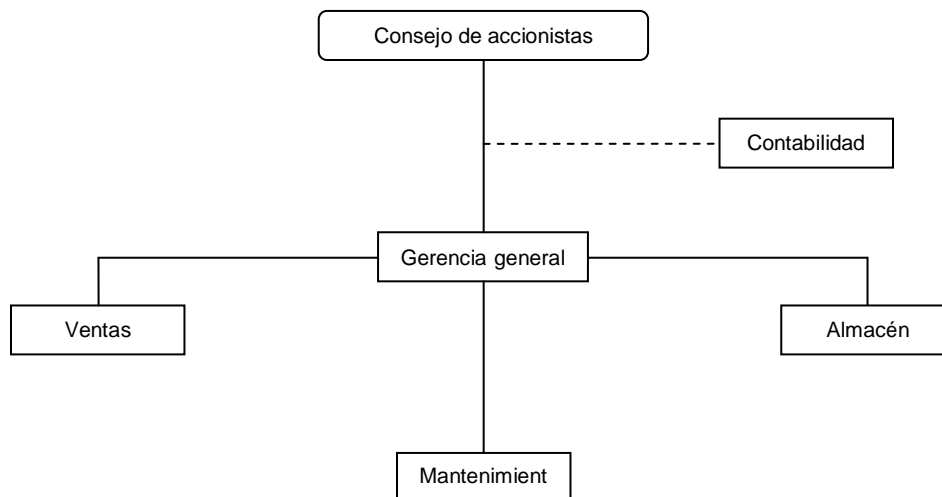 Consejo de accionistas
Contabilidad
Gerencia general
Ventas
Almacén
Mantenimient